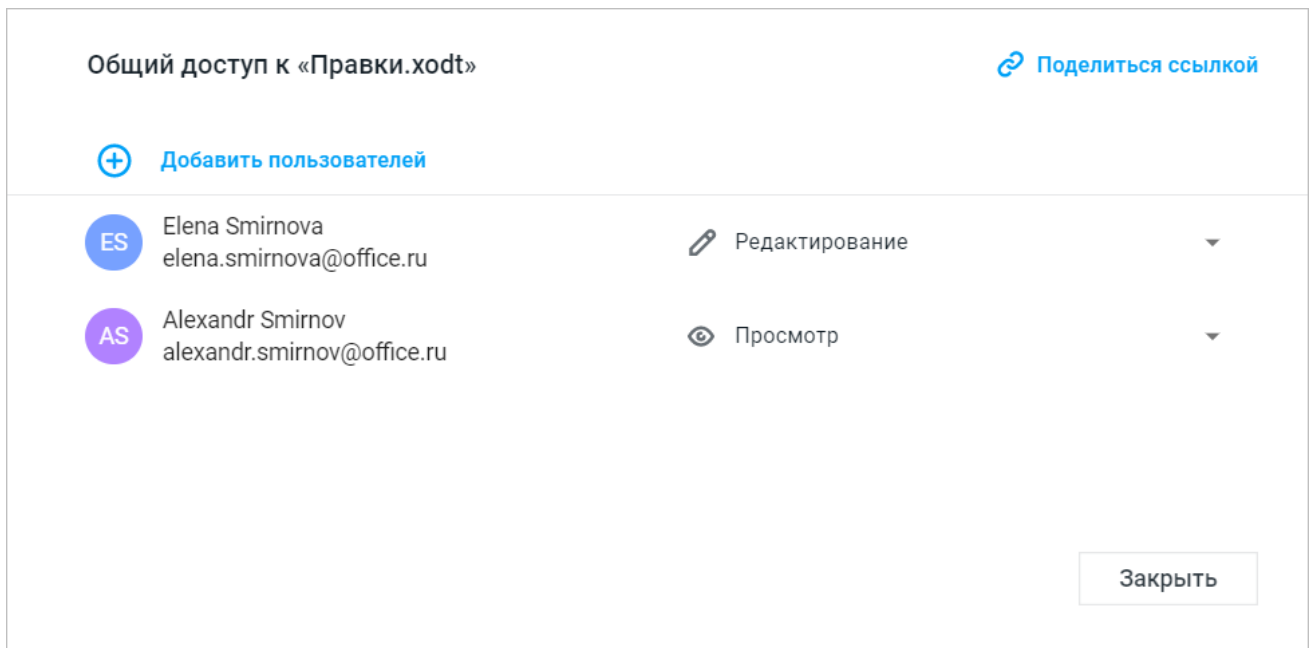 Общий доступ к «Правки.xodt»
Поделиться ссылкой
Добавить пользователей
ES
Elena Smirnova
elena.smirnova@office.ru
Редактирование
AS
Alexandr Smirnov
alexandr.smirnov@office.ru
Просмотр
Закрыть